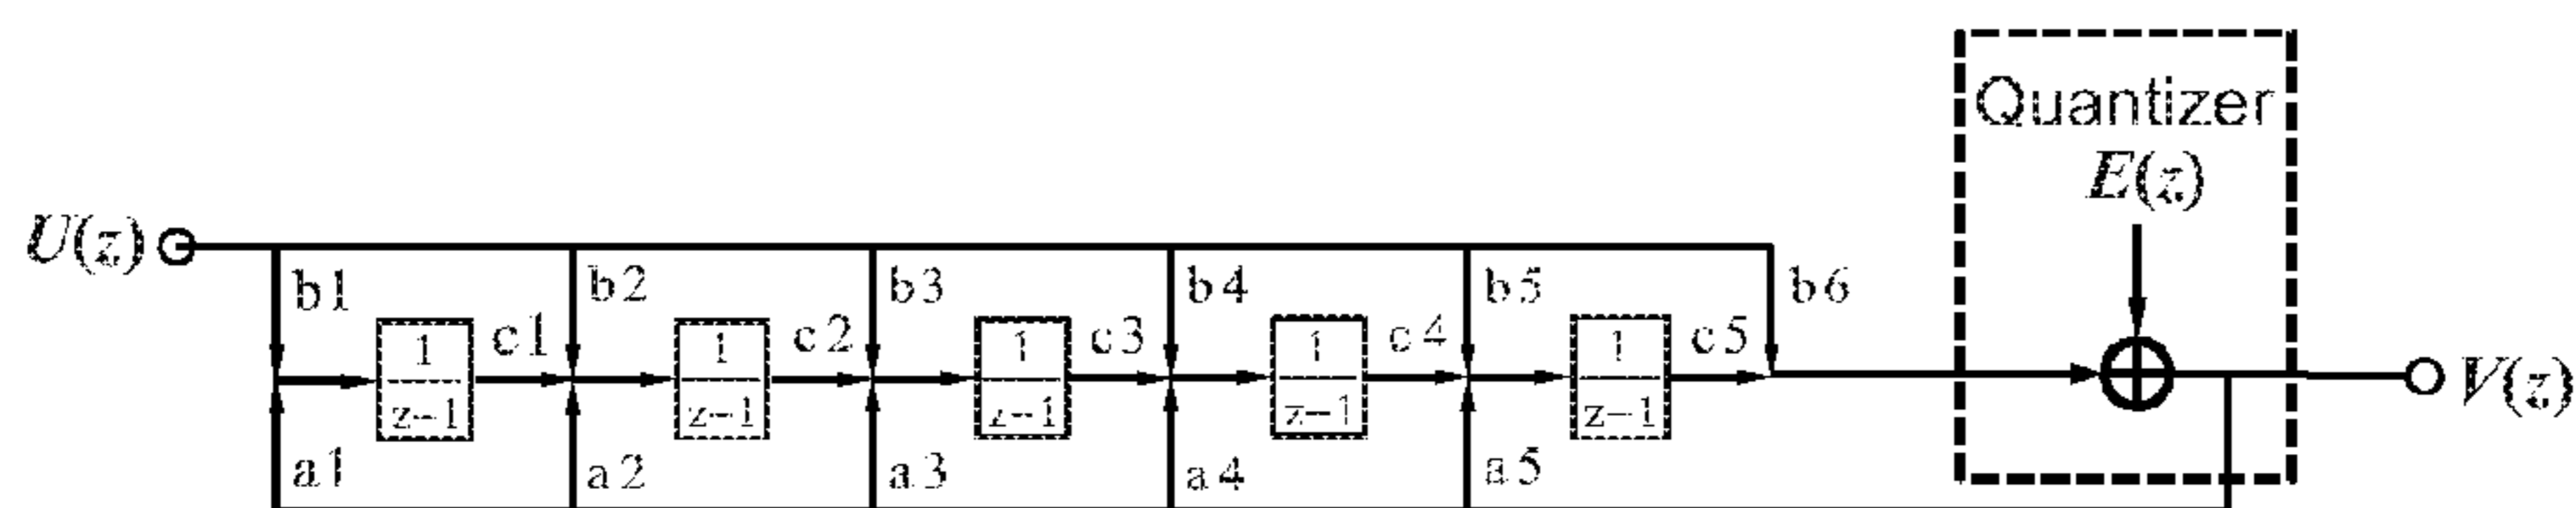 Quantizer
E(z)
U(z)
b1 b2 b3 b4 b5 b6
1 c1 1 c2 1 c3 1 c4 1 c5
z-1 z-1 z-1 z-1 z-1
V(z)
a1 a2 a3 a4 a5